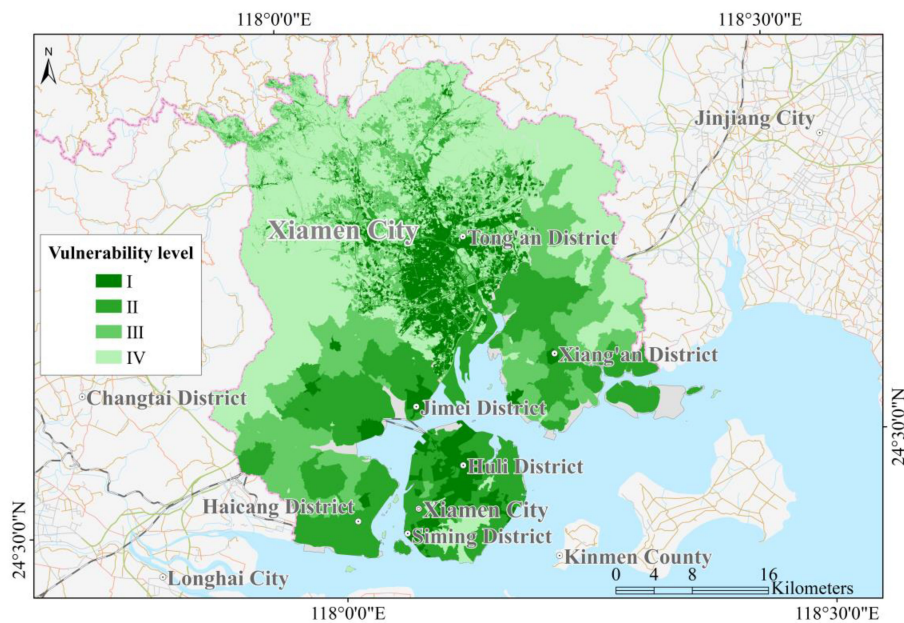 118°0'0"E
118°30'0"E
N
Jinjiang City
Xiamen City
Tong'an District
Vulnerability level
I
II
III
IV
Xiang'an District
Changtai District
Jimei District
24°30'0"N
Huli District
Haicang District
Xiamen City
Siming District
24°30'0"N
Kinmen County
Longhai City
0 4 8 16
Kilometers
118°0'0"E
118°30'0"E